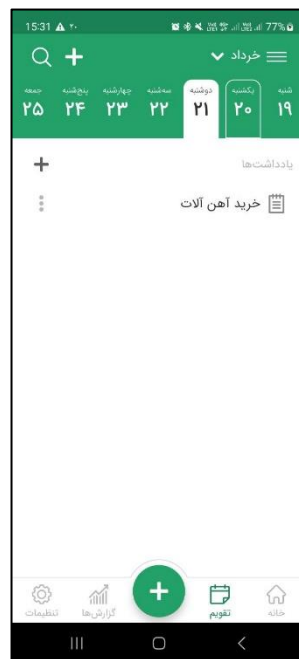 15:31 ۲۰ 77%
خرداد
شنبه یکشنبه دوشنبه سه‌شنبه چهارشنبه پنج‌شنبه جمعه
۱۹ ۲۰ ۲۱ ۲۲ ۲۳ ۲۴ ۲۵
یادداشت‌ها
خرید آهن آلات
خانه تقویم گزارش‌ها تنظیمات